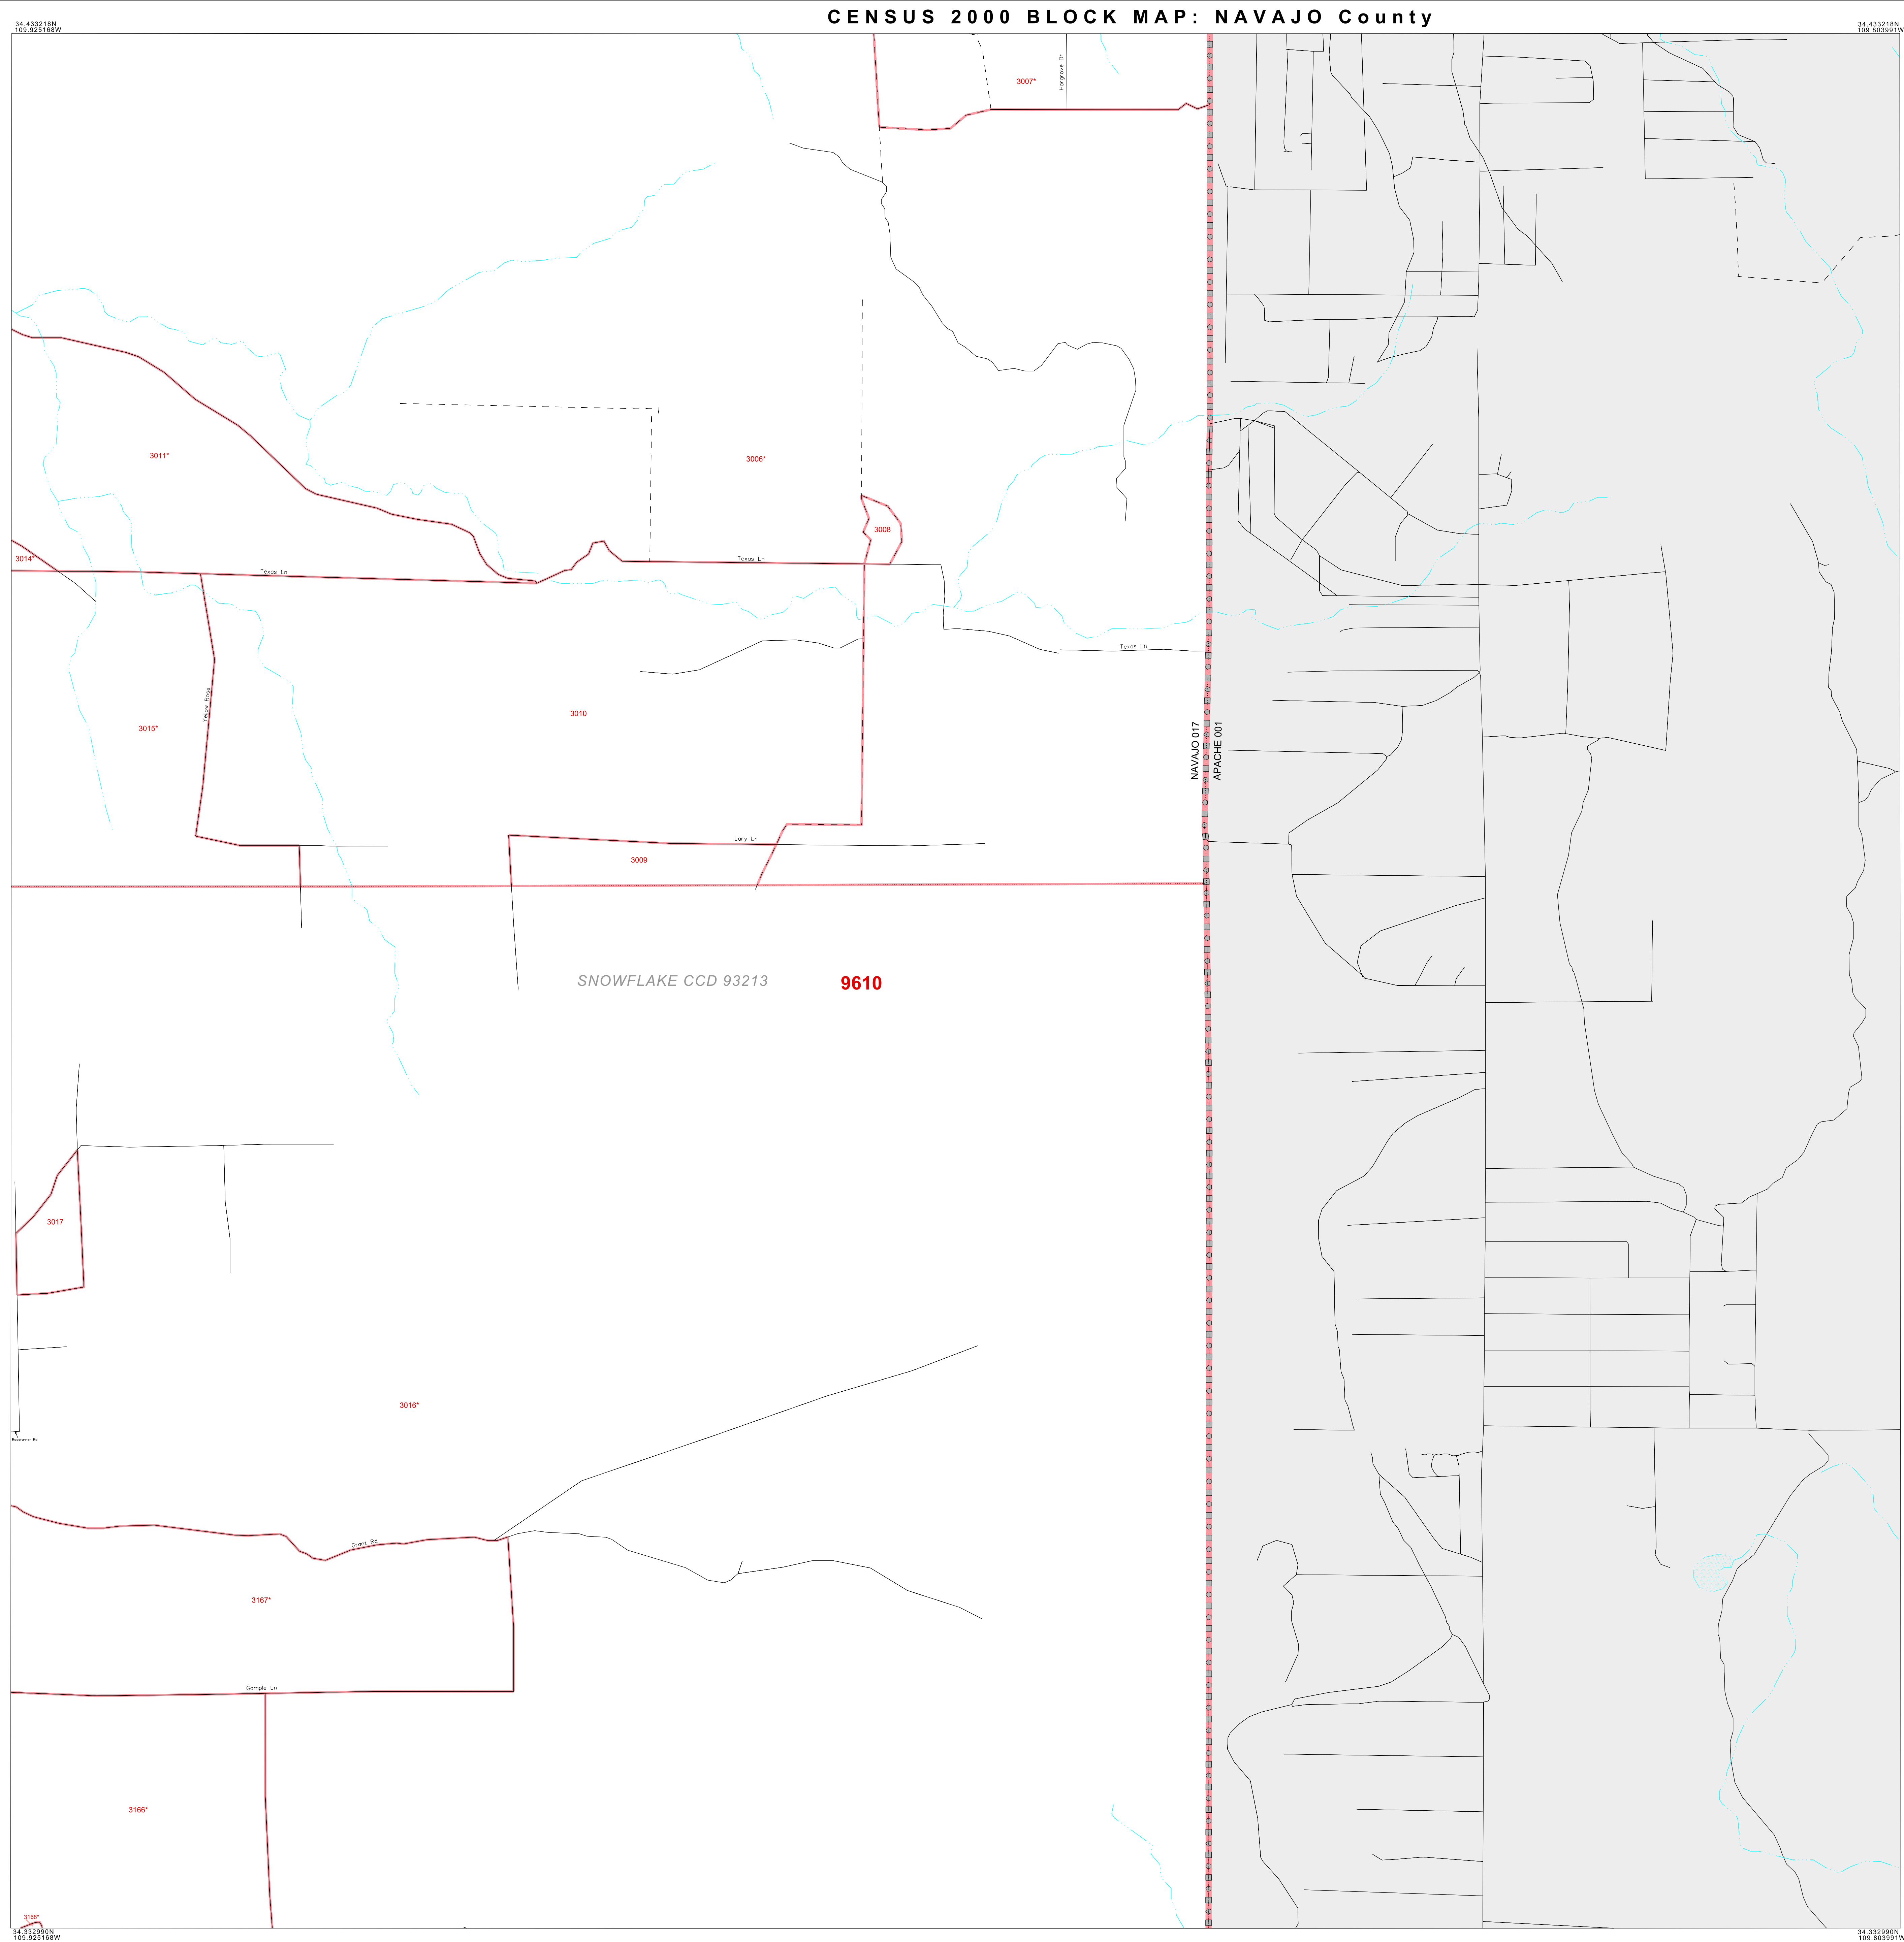 CENSUS 2000 BLOCK MAP: NAVAJO County
34.433218N
109.925168W
34.433218N
109.803991W
3007*
Hargrove Dr
3011*
3006*
3008
3014*
Texas Ln
Texas Ln
Texas Ln
Yellow Rose
3015*
3010
NAVAJO 017
APACHE 001
Lary Ln
3009
SNOWFLAKE CCD 93213
9610
3017
3016*
Roadrunner Rd
Grant Rd
3167*
Gample Ln
3166*
3168*
34.332990N
109.925168W
34.332990N
109.803991W